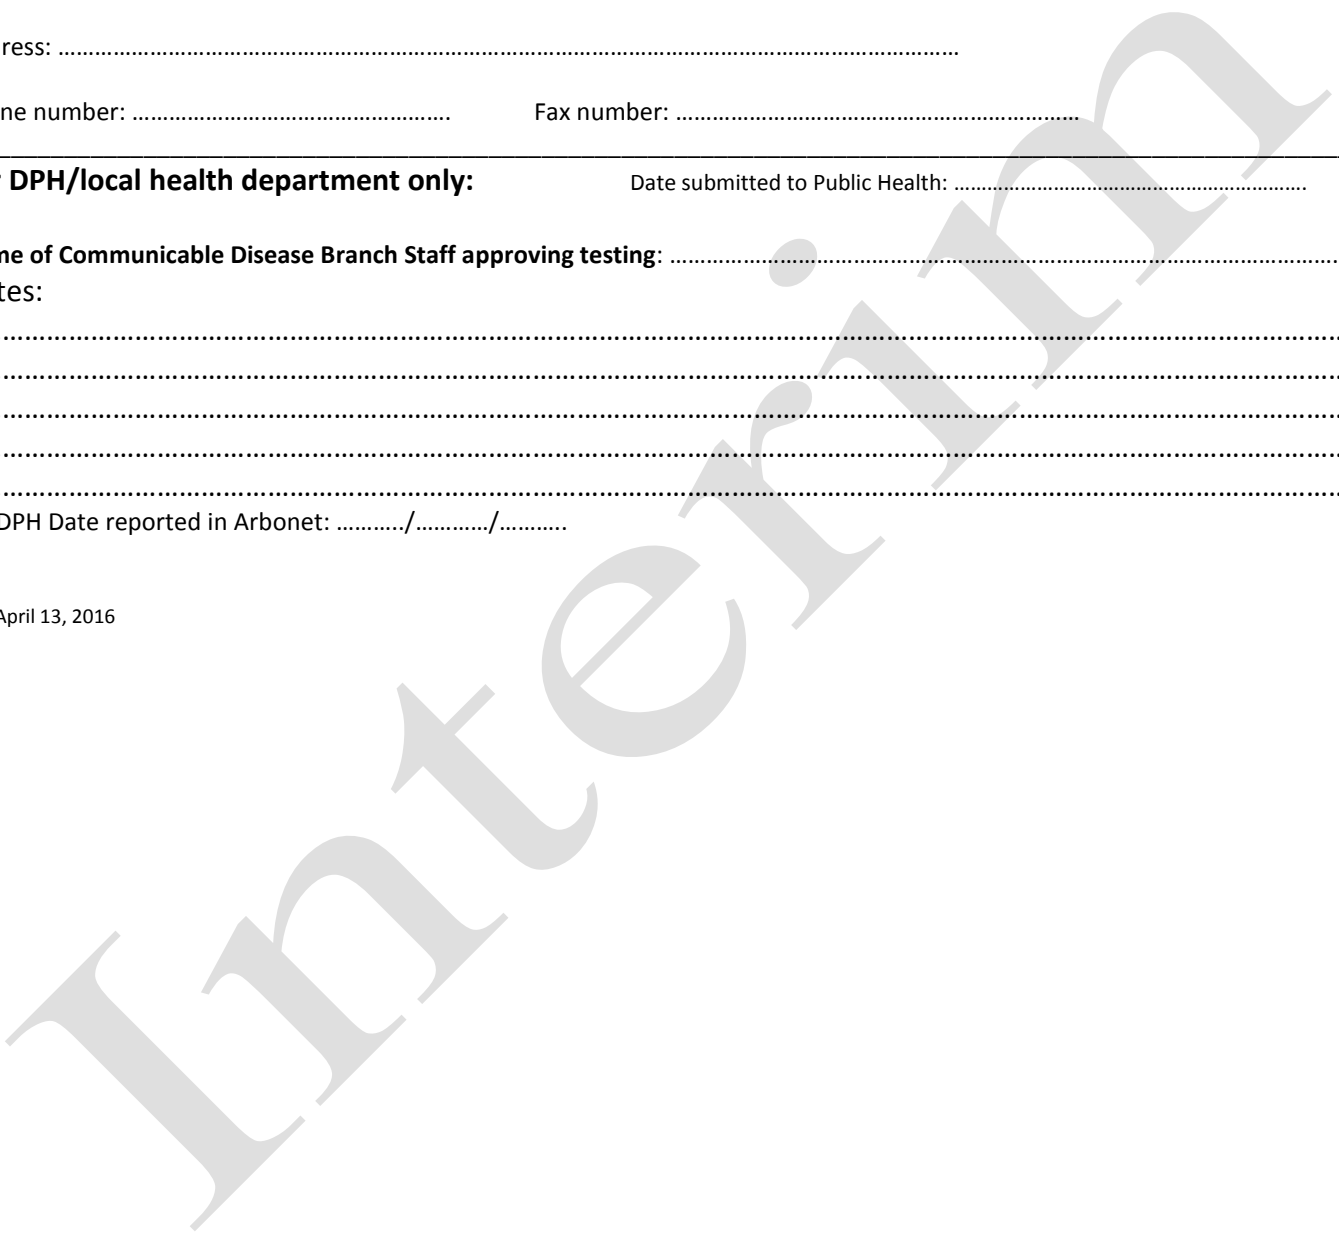 ress: ……………………………………………………………………………………………………………………………………
ne number: ……………………………………………. Fax number: …………………………………………………………
DPH/local health department only: Date submitted to Public Health: ………………………………………………….
me of Communicable Disease Branch Staff approving testing: …………………………………………………………………………………………………
tes:
…………………………………………………………………………………………………………………………………………………………………
…………………………………………………………………………………………………………………………………………………………………
…………………………………………………………………………………………………………………………………………………………………
…………………………………………………………………………………………………………………………………………………………………
…………………………………………………………………………………………………………………………………………………………………
DPH Date reported in Arbonet: ………../…………/………..
April 13, 2016
Interim